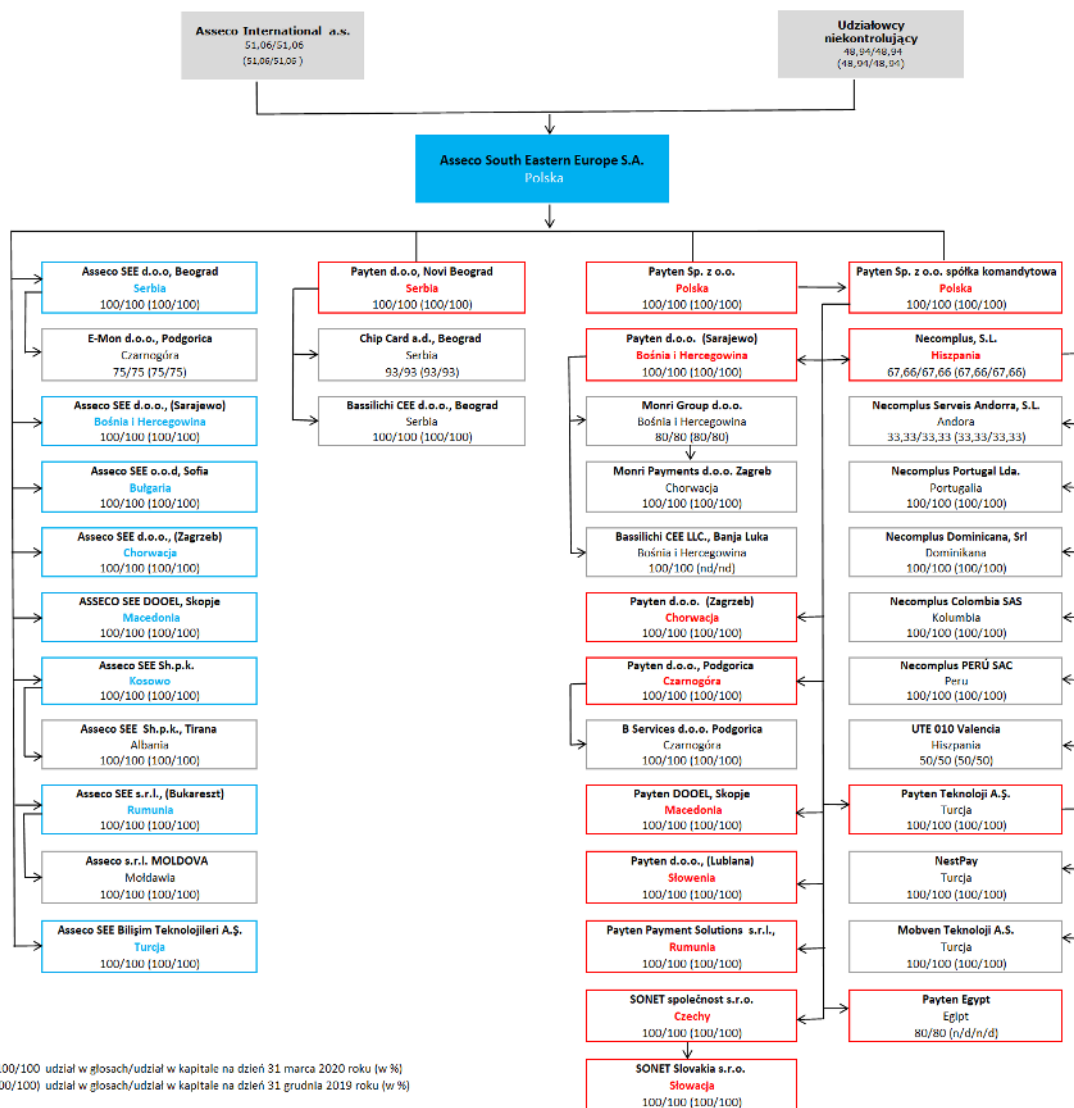 Asseco International a.s.
51,06/51,06
(51,06/51,06 )
Udziałowcy
niekontrolujący
48,94/48,94
(48,94/48,94)
Asseco South Eastern Europe S.A.
Polska
Asseco SEE d.o.o, Beograd
Serbia
100/100 (100/100)
E-Mon d.o.o., Podgorica
Czarnogóra
75/75 (75/75)
Asseco SEE d.o.o., (Sarajewo)
Bośnia i Hercegowina
100/100 (100/100)
Asseco SEE o.o.d, Sofia
Bułgaria
100/100 (100/100)
Asseco SEE d.o.o., (Zagrzeb)
Chorwacja
100/100 (100/100)
ASSECO SEE DOOEL, Skopje
Macedonia
100/100 (100/100)
Asseco SEE Sh.p.k.
Kosowo
100/100 (100/100)
Asseco SEE Sh.p.k., Tirana
Albania
100/100 (100/100)
Asseco SEE s.r.l., (Bukareszt)
Rumunia
100/100 (100/100)
Asseco s.r.l. MOLDOVA
Mołdawia
100/100 (100/100)
Asseco SEE Bilişim Teknolojileri A.Ş.
Turcja
100/100 (100/100)
Payten d.o.o, Novi Beograd
Serbia
100/100 (100/100)
Chip Card a.d., Beograd
Serbia
93/93 (93/93)
Bassilichi CEE d.o.o., Beograd
Serbia
100/100 (100/100)
Payten Sp. z o.o.
Polska
100/100 (100/100)
Payten d.o.o. (Sarajewo)
Bośnia i Hercegowina
100/100 (100/100)
Monri Group d.o.o.
Bośnia i Hercegowina
80/80 (80/80)
Monri Payments d.o.o. Zagreb
Chorwacja
100/100 (100/100)
Bassilichi CEE LLC., Banja Luka
Bośnia i Hercegowina
100/100 (nd/nd)
Payten d.o.o. (Zagrzeb)
Chorwacja
100/100 (100/100)
Payten d.o.o., Podgorica
Czarnogóra
100/100 (100/100)
B Services d.o.o. Podgorica
Czarnogóra
100/100 (100/100)
Payten DOOEL, Skopje
Macedonia
100/100 (100/100)
Payten d.o.o., (Lublana)
Słowenia
100/100 (100/100)
Payten Payment Solutions s.r.l.,
Rumunia
100/100 (100/100)
SONET společnost s.r.o.
Czechy
100/100 (100/100)
SONET Slovakia s.r.o.
Słowacja
100/100 (100/100)
Payten Sp. z o.o. spółka komandytowa
Polska
100/100 (100/100)
Necomplus, S.L.
Hiszpania
67,66/67,66 (67,66/67,66)
Necomplus Serveis Andorra, S.L.
Andora
33,33/33,33 (33,33/33,33)
Necomplus Portugal Lda.
Portugalia
100/100 (100/100)
Necomplus Dominicana, Srl
Dominikana
100/100 (100/100)
Necomplus Colombia SAS
Kolumbia
100/100 (100/100)
Necomplus PERÚ SAC
Peru
100/100 (100/100)
UTE 010 Valencia
Hiszpania
50/50 (50/50)
Payten Teknoloji A.Ş.
Turcja
100/100 (100/100)
NestPay
Turcja
100/100 (100/100)
Mobven Teknoloji A.S.
Turcja
100/100 (100/100)
Payten Egypt
Egipt
80/80 (n/d/n/d)
00/100 udział w głosach/udział w kapitale na dzień 31 marca 2020 roku (w %)
00/100) udział w głosach/udział w kapitale na dzień 31 grudnia 2019 roku (w %)